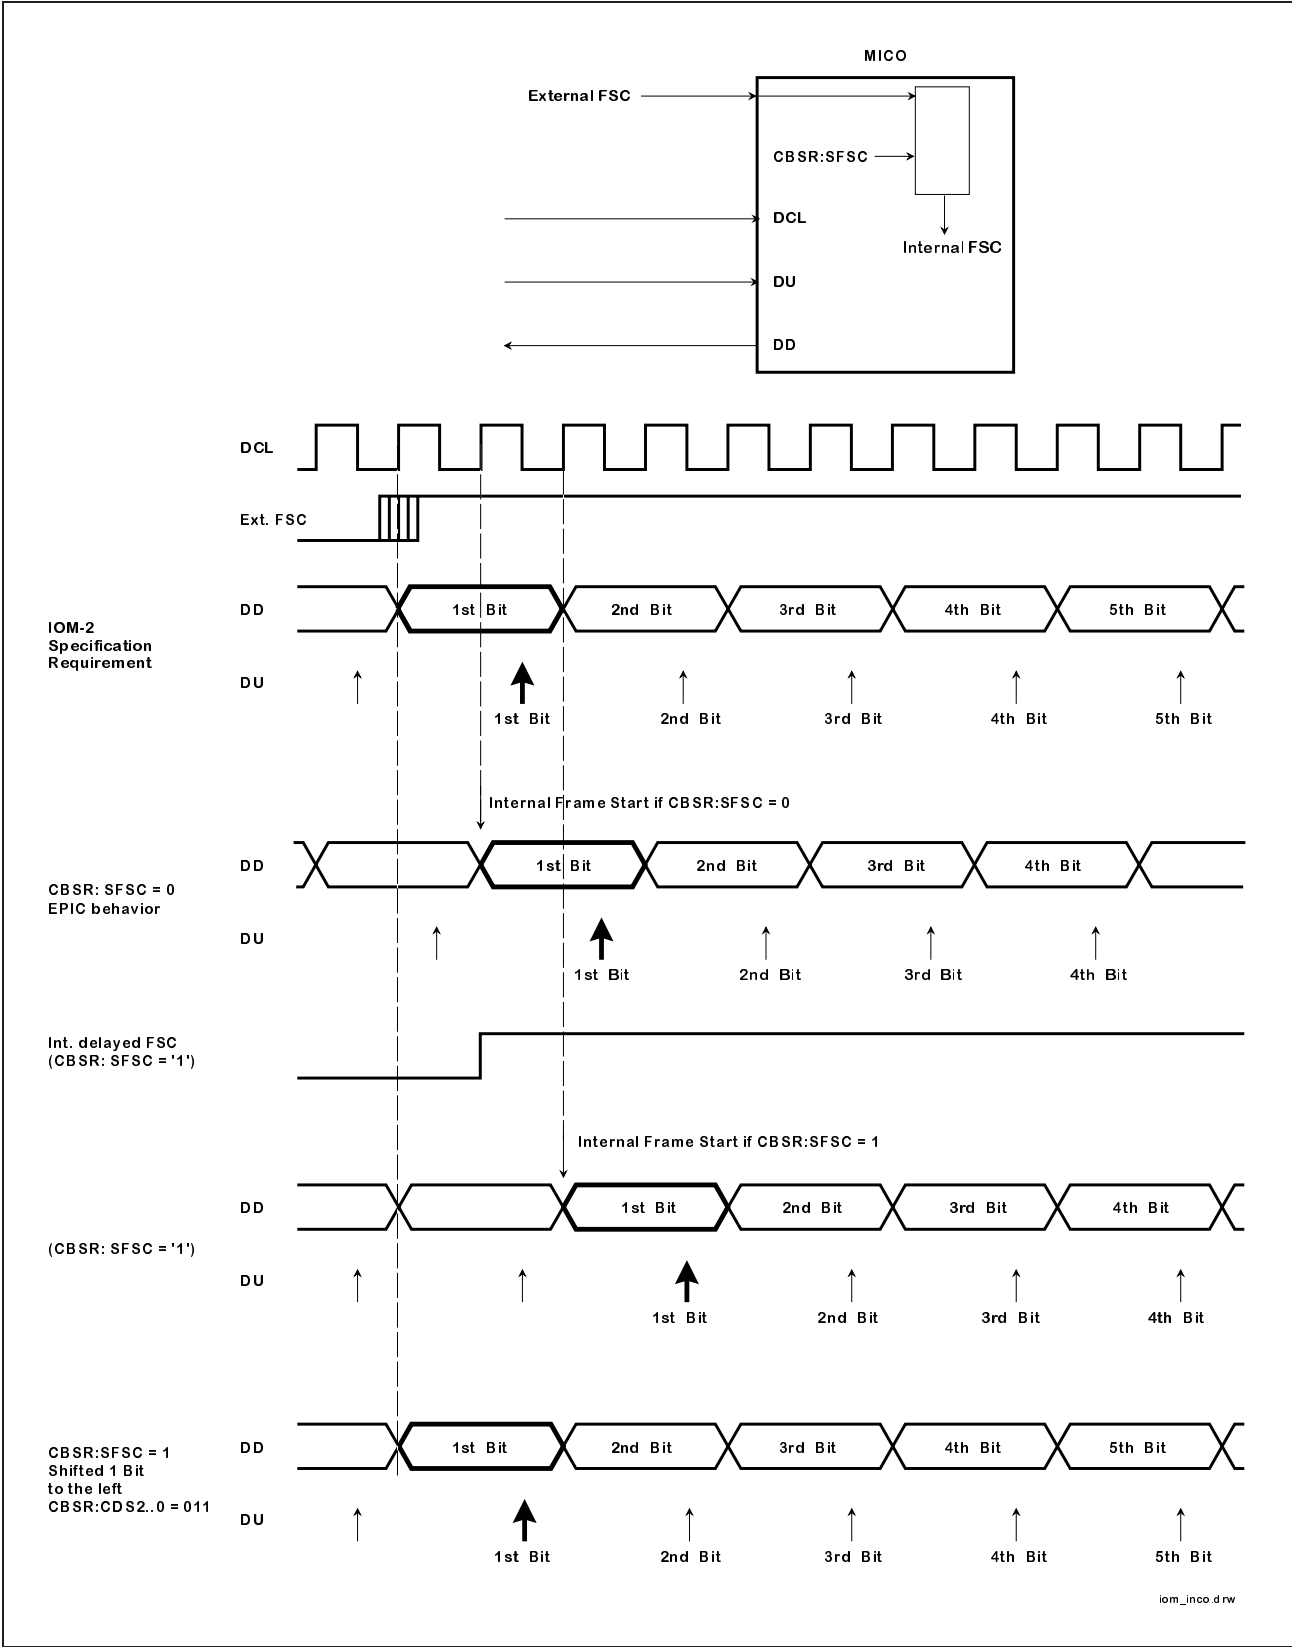 MICO
External FSC
CBSR:SFSC
DCL
Internal FSC
DU
DD
DCL
Ext. FSC
IOM-2
Specification
Requirement
DD
1st Bit 2nd Bit 3rd Bit 4th Bit 5th Bit
DU
1st Bit 2nd Bit 3rd Bit 4th Bit 5th Bit
Internal Frame Start if CBSR:SFSC = 0
CBSR: SFSC = 0
EPIC behavior
DD
1st Bit 2nd Bit 3rd Bit 4th Bit
DU
1st Bit 2nd Bit 3rd Bit 4th Bit
Int. delayed FSC
(CBSR: SFSC = '1')
Internal Frame Start if CBSR:SFSC = 1
DD
1st Bit 2nd Bit 3rd Bit 4th Bit
(CBSR: SFSC = '1')
DU
1st Bit 2nd Bit 3rd Bit 4th Bit
CBSR:SFSC = 1
Shifted 1 Bit
to the left
CBSR:CDS2..0 = 011
DD
1st Bit 2nd Bit 3rd Bit 4th Bit 5th Bit
DU
1st Bit 2nd Bit 3rd Bit 4th Bit 5th Bit
iom_inco.drw